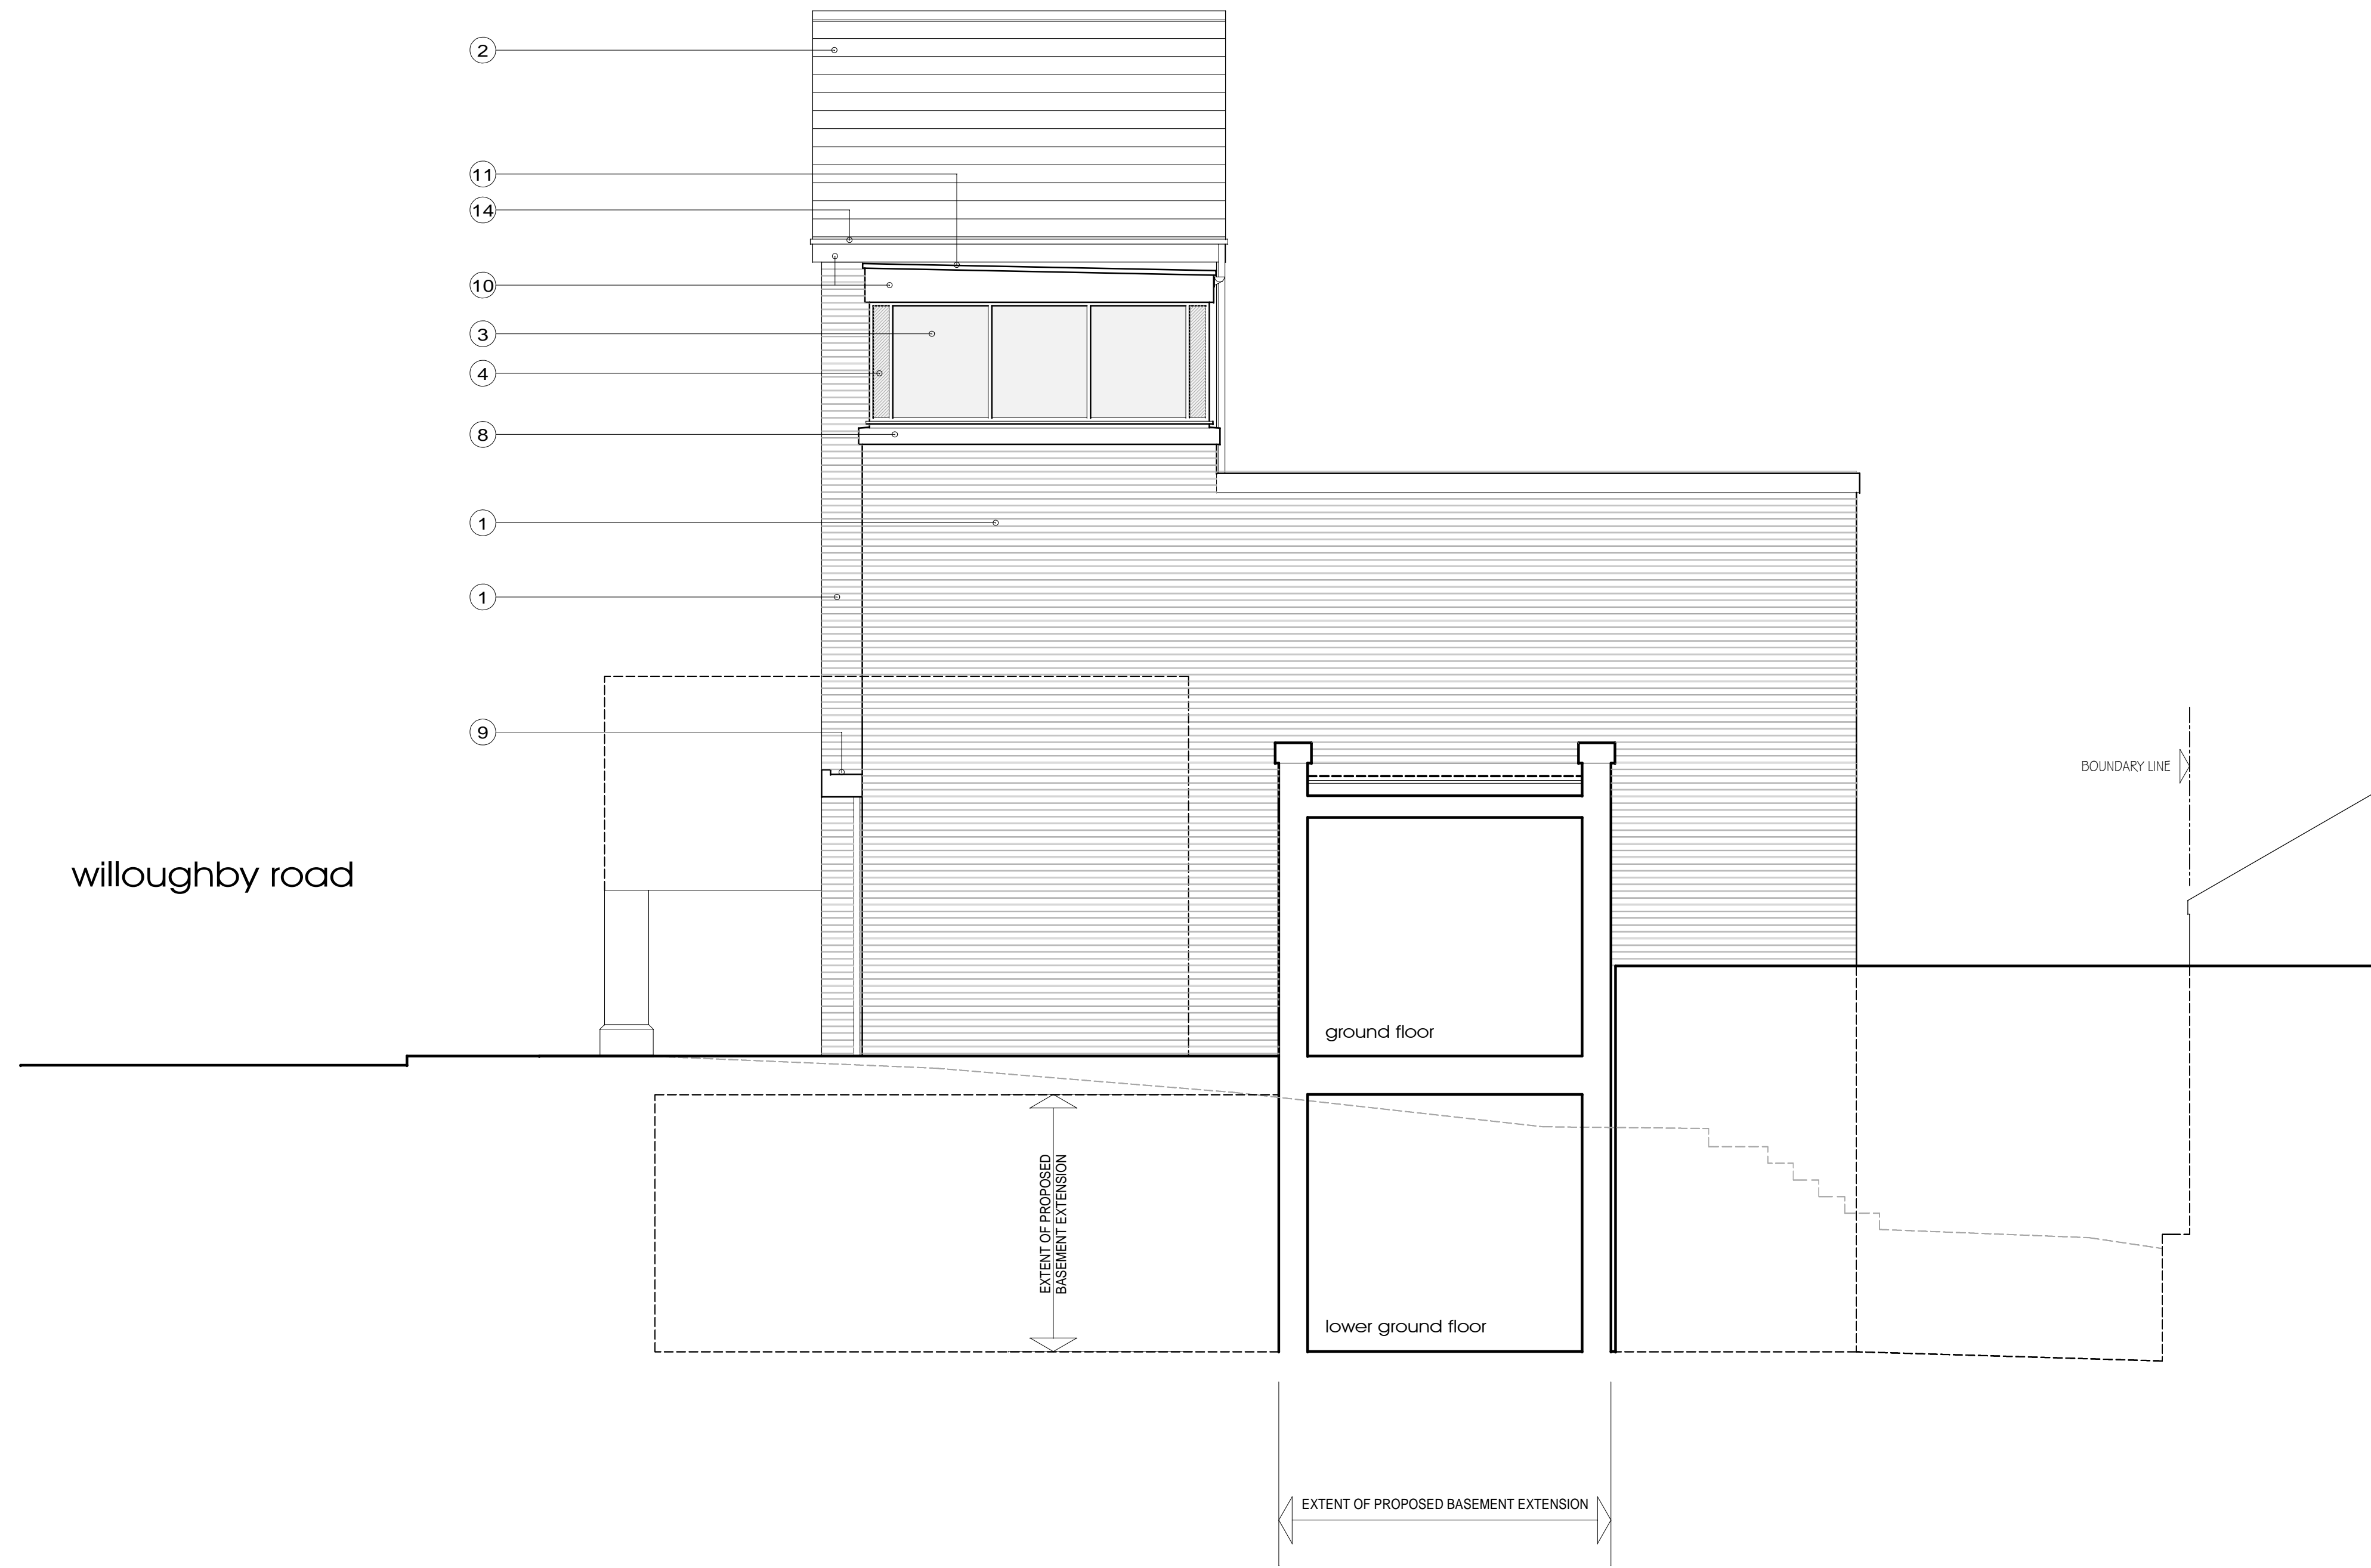 2
11
14
10
3
4
8
1
1
9
BOUNDARY LINE
willoughby road
ground floor
EXTENT OF PROPOSED
BASEMENT EXTENSION
lower ground floor
EXTENT OF PROPOSED BASEMENT EXTENSION